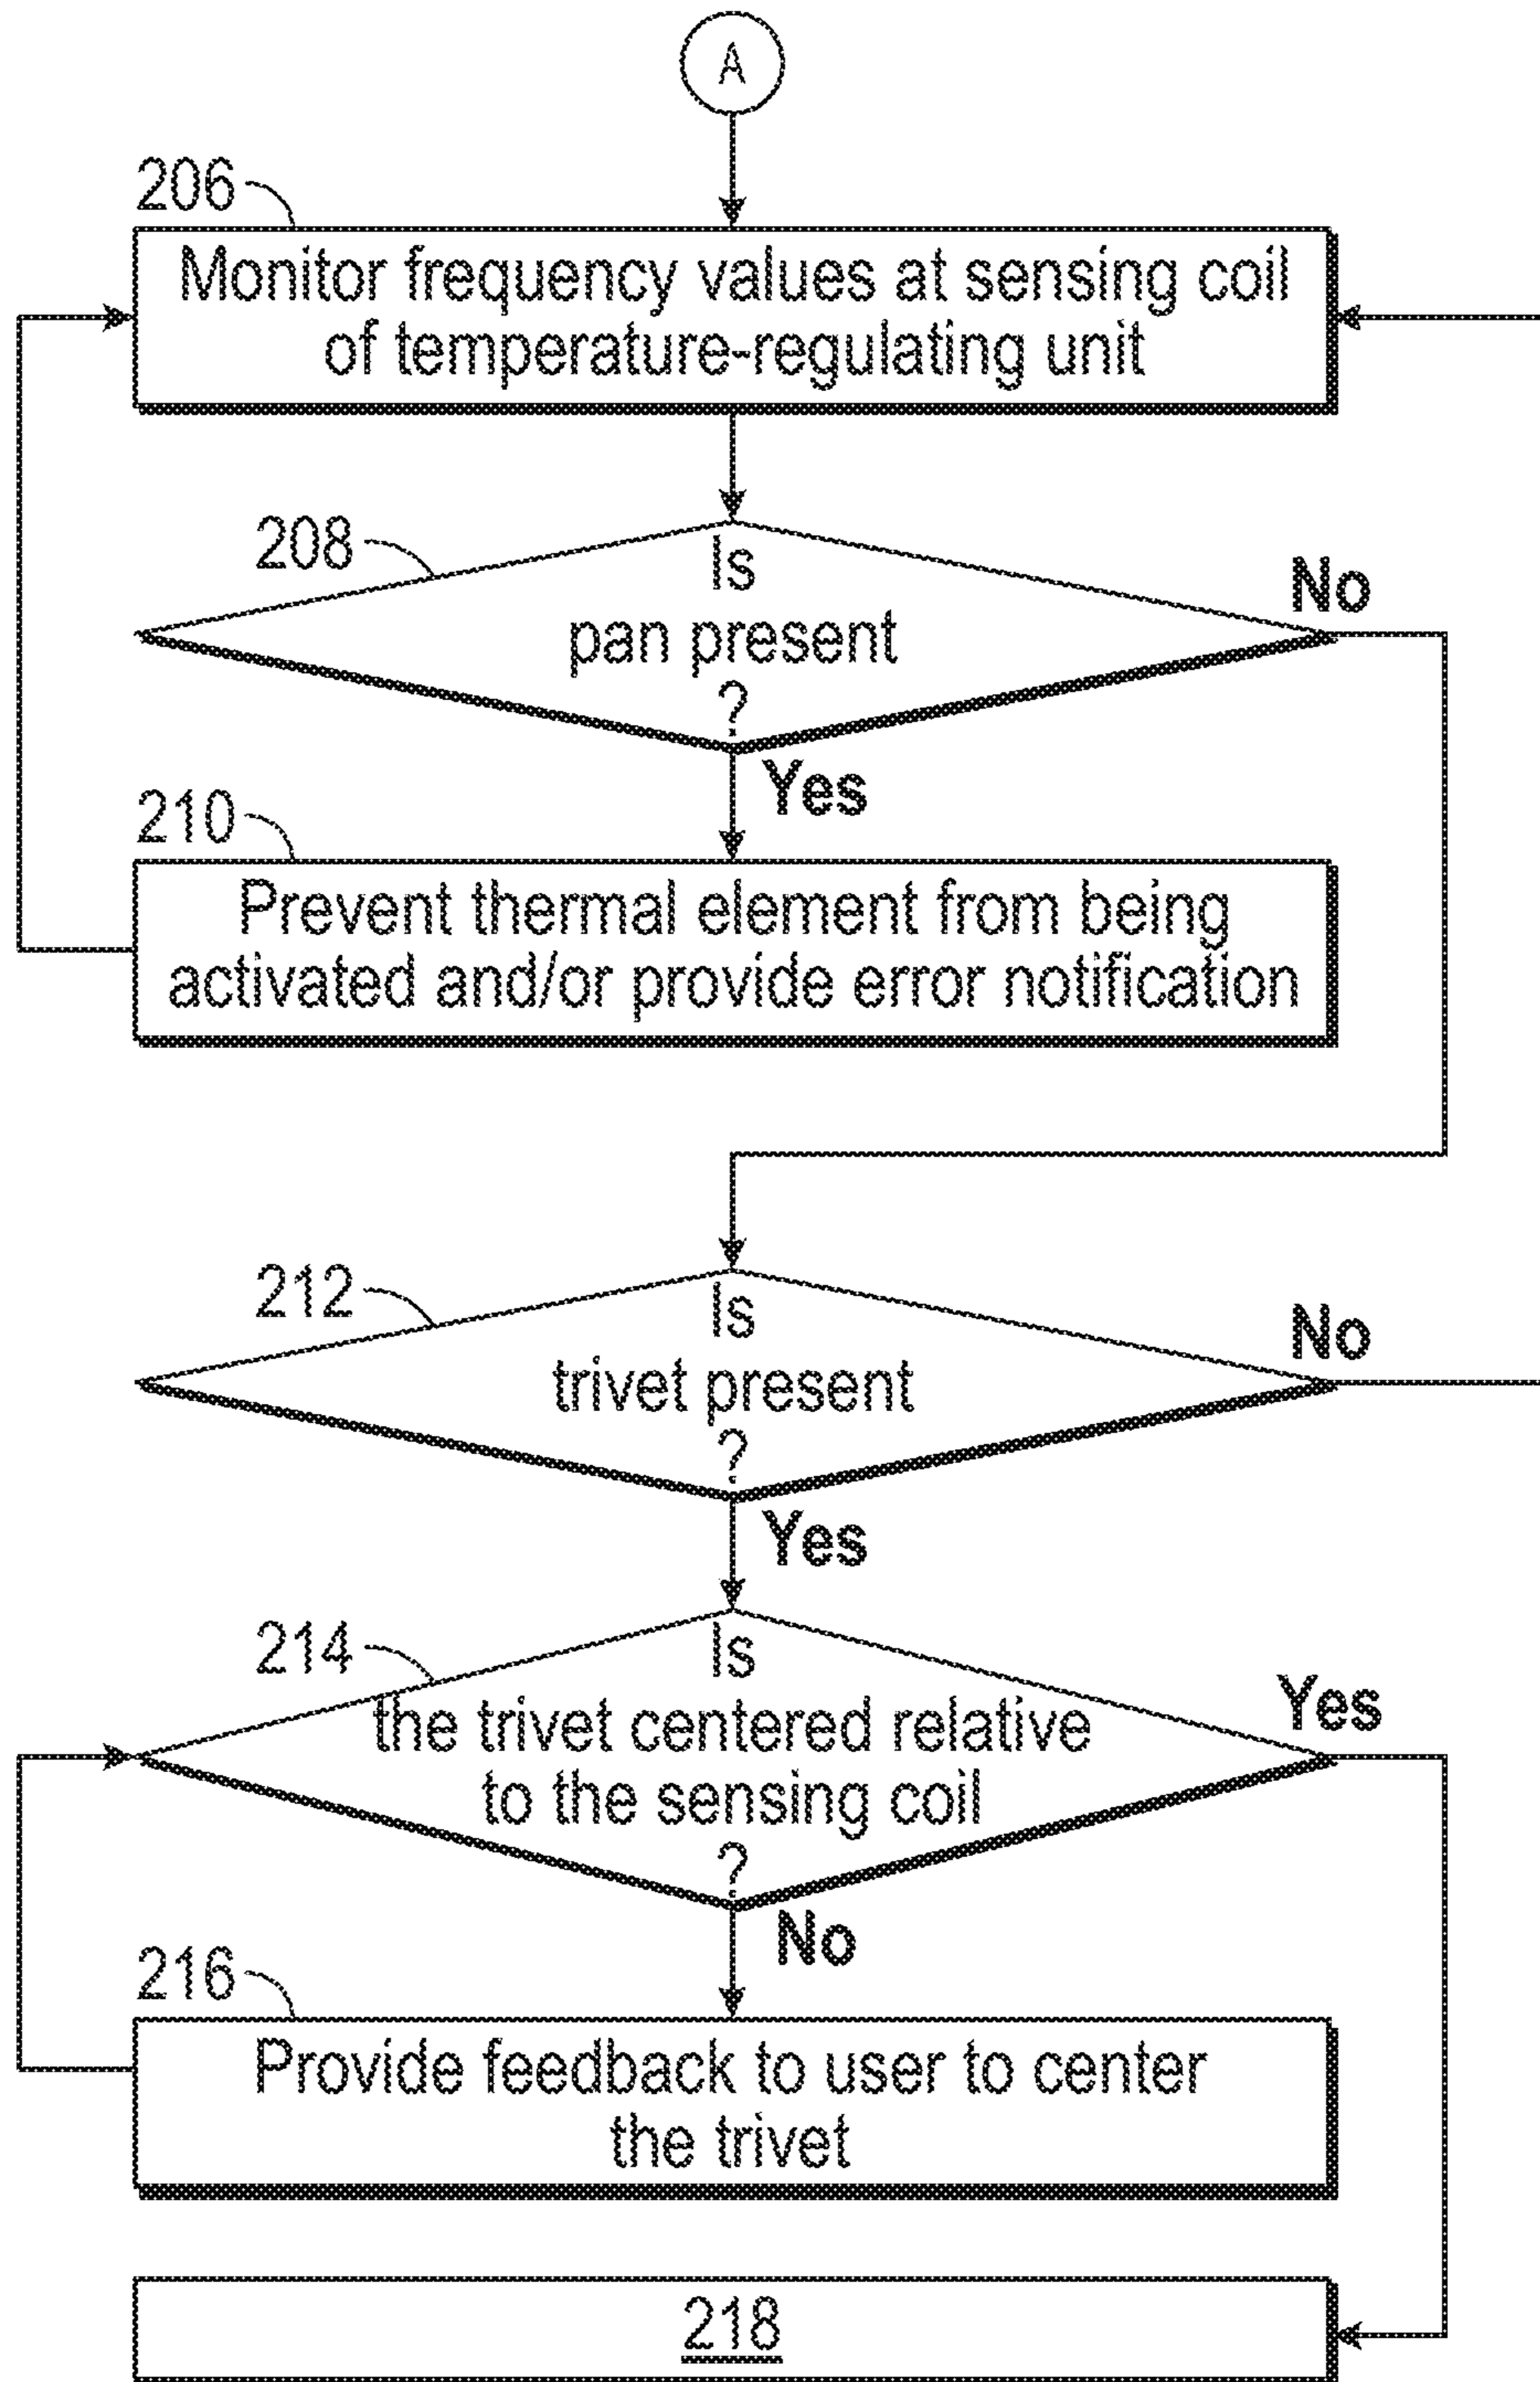 A
206
Monitor frequency values at sensing coil
of temperature-regulating unit
208
Is
pan present
?
No
Yes
210
Prevent thermal element from being
activated and/or provide error notification
212
Is
trivet present
?
No
Yes
214
Is
the trivet centered relative
to the sensing coil
?
Yes
No
216
Provide feedback to user to center
the trivet
218